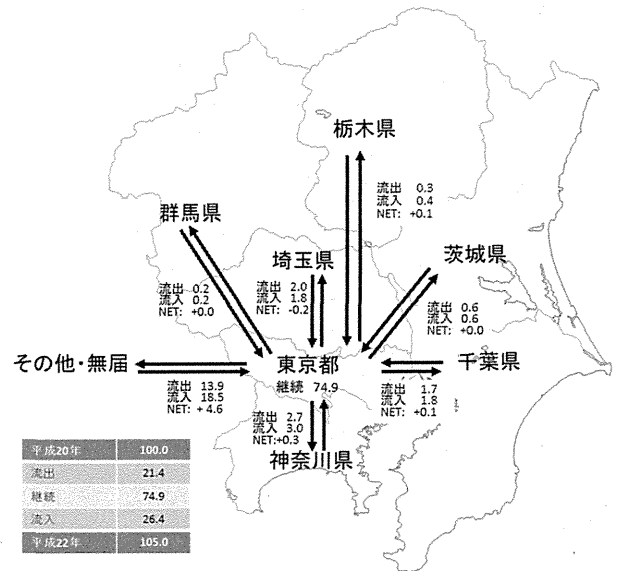 栃木県
流出 0.3
流入 0.4
NET: +0.1
群馬県
流出 0.2
流入 0.2
NET: +0.0
埼玉県
流出 2.0
流入 1.8
NET: -0.2
茨城県
流出 0.6
流入 0.6
NET: +0.0
その他・無届
流出 13.9
流入 18.5
NET: + 4.6
東京都
継続 74.9
千葉県
流出 1.7
流入 1.8
NET: +0.1
流出 2.7
流入 3.0
NET:+0.3
神奈川県
平成20年 100.0
流出 21.4
継続 74.9
流入 26.4
平成22年 105.0